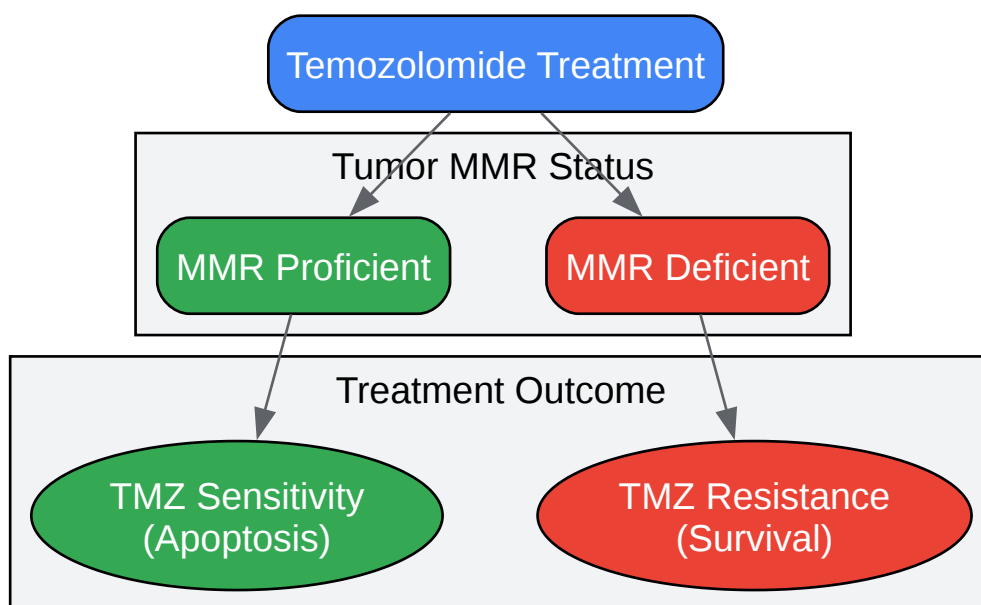 Temozolomide Treatment
Tumor MMR Status
MMR Proficient
MMR Deficient
Treatment Outcome
TMZ Sensitivity
(Apoptosis)
TMZ Resistance
(Survival)